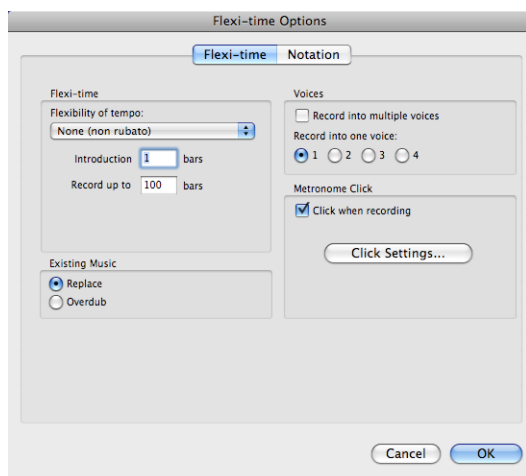 Flexi-time Options
Flexi-time Notation
Flexi-time
Flexibility of tempo:
None (non rubato)
Introduction 1 bars
Record up to 100 bars
Existing Music
Replace
Overdub
Voices
Record into multiple voices
Record into one voice:
1 2 3 4
Metronome Click
Click when recording
Click Settings...
Cancel OK